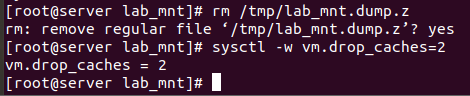 [root@server lab_mnt]# rm /tmp/lab_mnt.dump.z
rm: remove regular file ‘/tmp/lab_mnt.dump.z’? yes
[root@server lab_mnt]# sysctl -w vm.drop_caches=2
vm.drop_caches = 2
[root@server lab_mnt]#